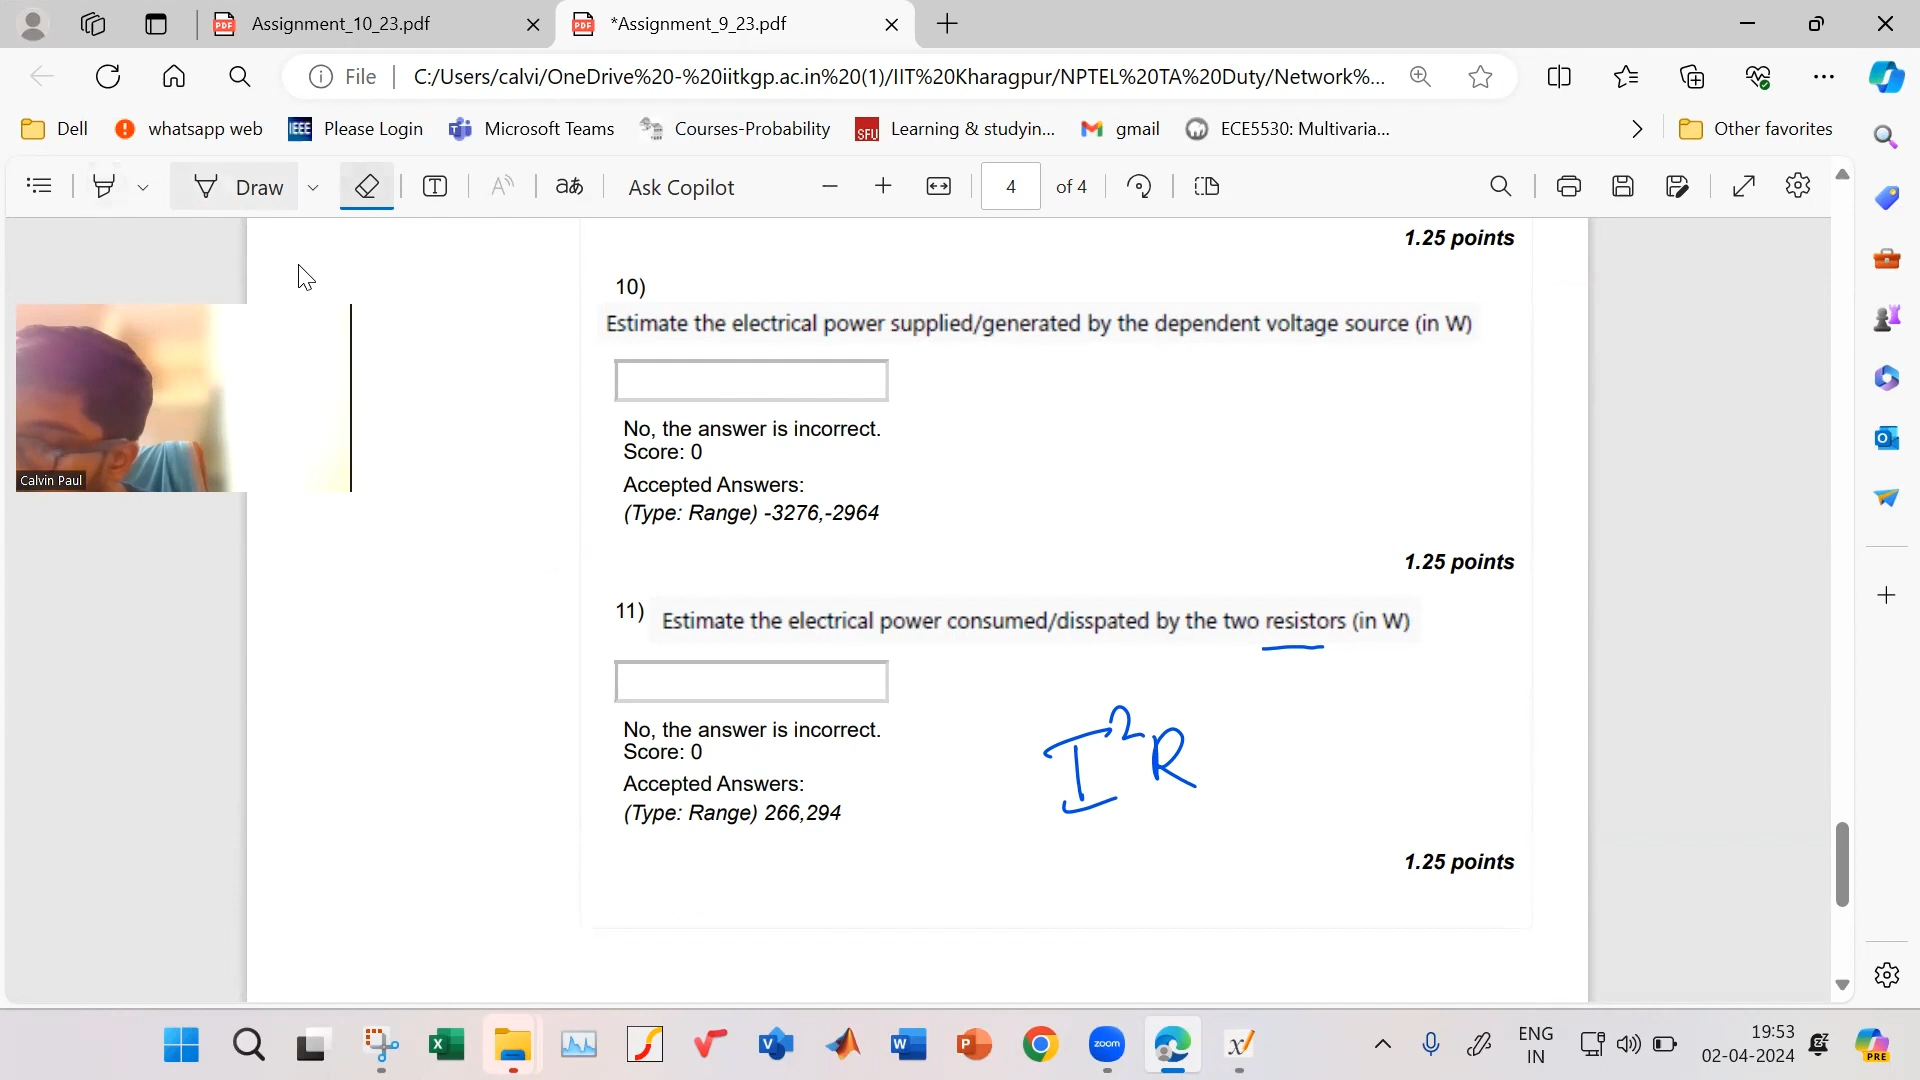 Assignment_10_23.pdf
*Assignment_9_23.pdf
File
C:/Users/calvi/OneDrive%20-%20iitkgp.ac.in%20(1)/IIT%20Kharagpur/NPTEL%20TA%20Duty/Network%...
Dell
whatsapp web
IEEE
Please Login
Microsoft Teams
Courses-Probability
SFU
Learning & studyin...
gmail
ECE5530: Multivaria...
Other favorites
Draw
Ask Copilot
4
of 4
1.25 points
10)
Estimate the electrical power supplied/generated by the dependent voltage source (in W)
No, the answer is incorrect.
Score: 0
Accepted Answers:
(Type: Range) -3276,-2964
1.25 points
11)
Estimate the electrical power consumed/disspated by the two resistors (in W)
No, the answer is incorrect.
Score: 0
Accepted Answers:
(Type: Range) 266,294
I²R
1.25 points
Calvin Paul
zoom
ENG
IN
19:53
02-04-2024
PRE